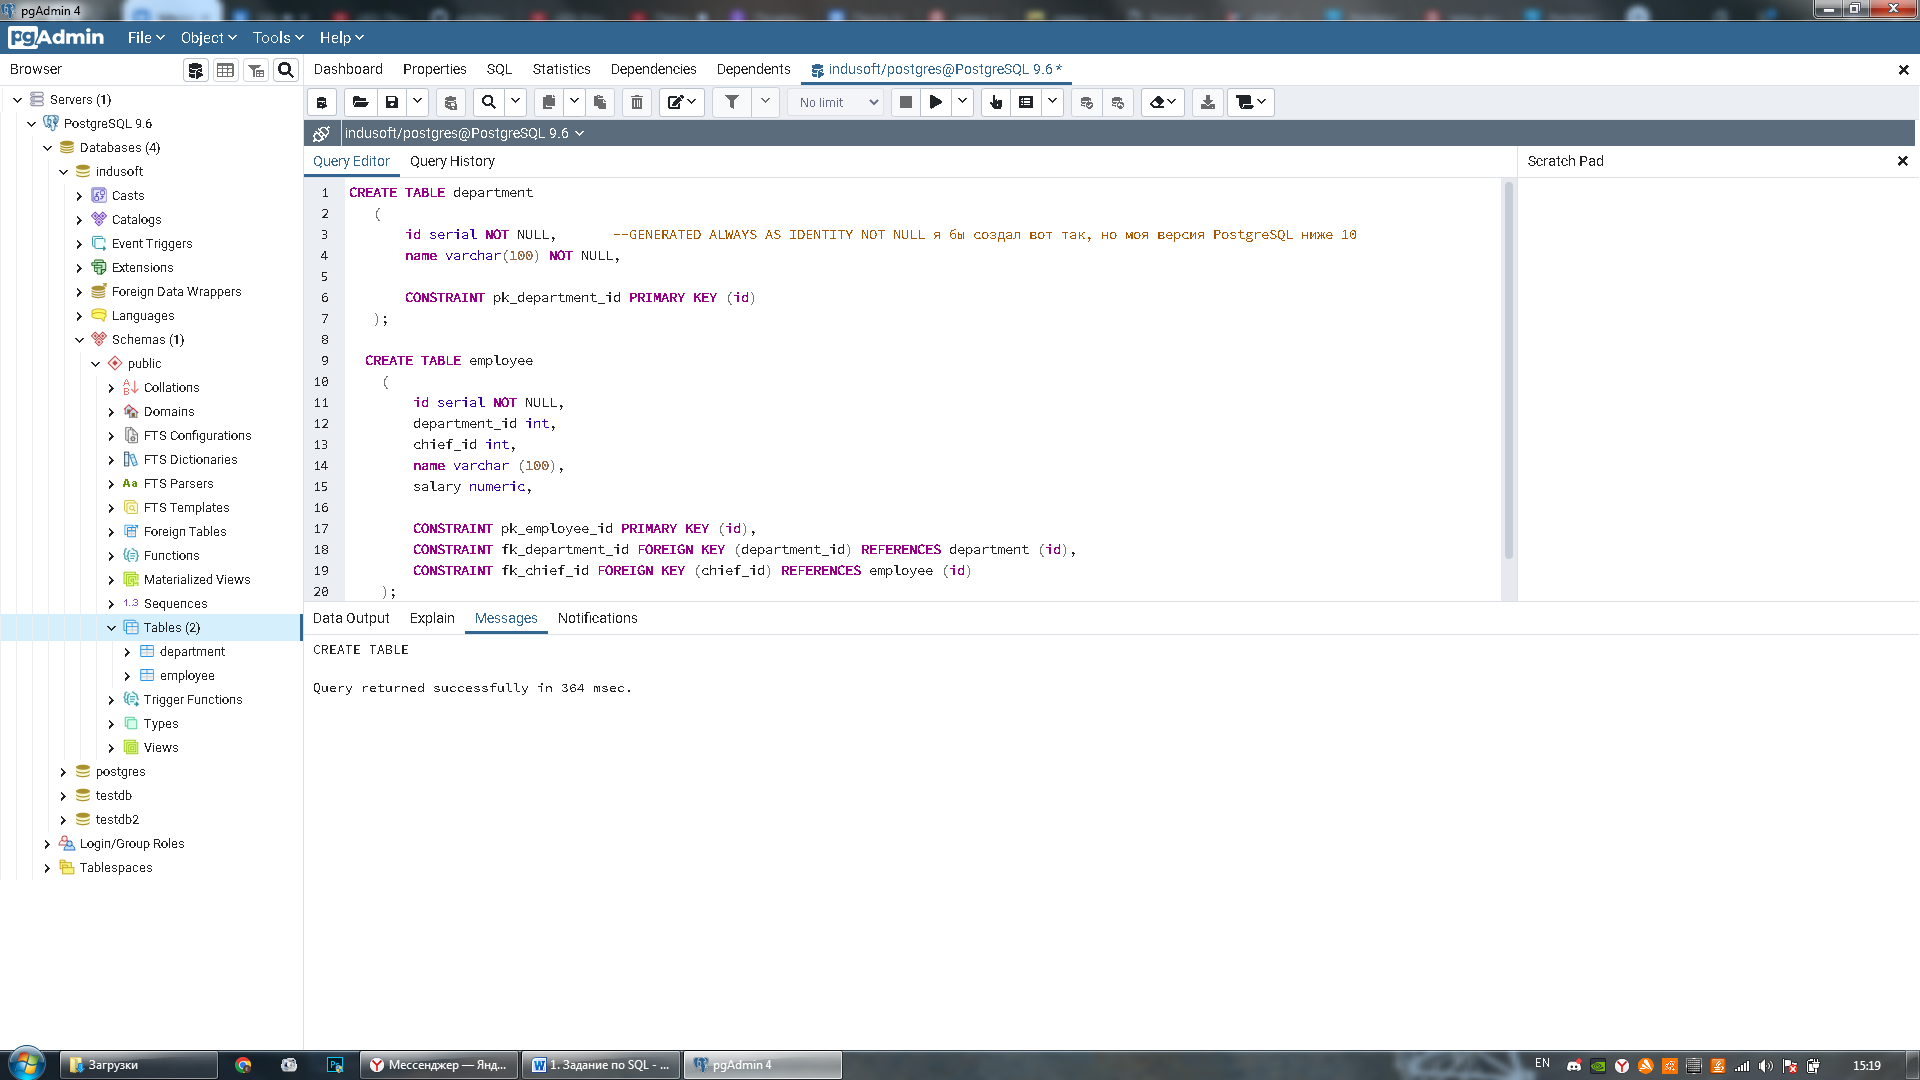 pgAdmin 4
pgAdmin
File
Object
Tools
Help
Browser
Dashboard
Properties
SQL
Statistics
Dependencies
Dependents
indusoft/postgres@PostgreSQL 9.6 *
Servers (1)
PostgreSQL 9.6
Databases (4)
indusoft
Casts
Catalogs
Event Triggers
Extensions
Foreign Data Wrappers
Languages
Schemas (1)
public
Collations
Domains
FTS Configurations
FTS Dictionaries
FTS Parsers
FTS Templates
Foreign Tables
Functions
Materialized Views
Sequences
Tables (2)
department
employee
Trigger Functions
Types
Views
postgres
testdb
testdb2
Login/Group Roles
Tablespaces
No limit
indusoft/postgres@PostgreSQL 9.6
Query Editor
Query History
Scratch Pad
1 CREATE TABLE department
2 (
3 id serial NOT NULL, --GENERATED ALWAYS AS IDENTITY NOT NULL я бы создал вот так, но моя версия PostgreSQL ниже 10
4 name varchar(100) NOT NULL,
5
6 CONSTRAINT pk_department_id PRIMARY KEY (id)
7 );
8
9 CREATE TABLE employee
10 (
11 id serial NOT NULL,
12 department_id int,
13 chief_id int,
14 name varchar (100),
15 salary numeric,
16
17 CONSTRAINT pk_employee_id PRIMARY KEY (id),
18 CONSTRAINT fk_department_id FOREIGN KEY (department_id) REFERENCES department (id),
19 CONSTRAINT fk_chief_id FOREIGN KEY (chief_id) REFERENCES employee (id)
20 );
Data Output
Explain
Messages
Notifications
CREATE TABLE
Query returned successfully in 364 msec.
Загрузки
Мессенджер — Янд...
1. Задание по SQL - ...
pgAdmin 4
EN
15:19